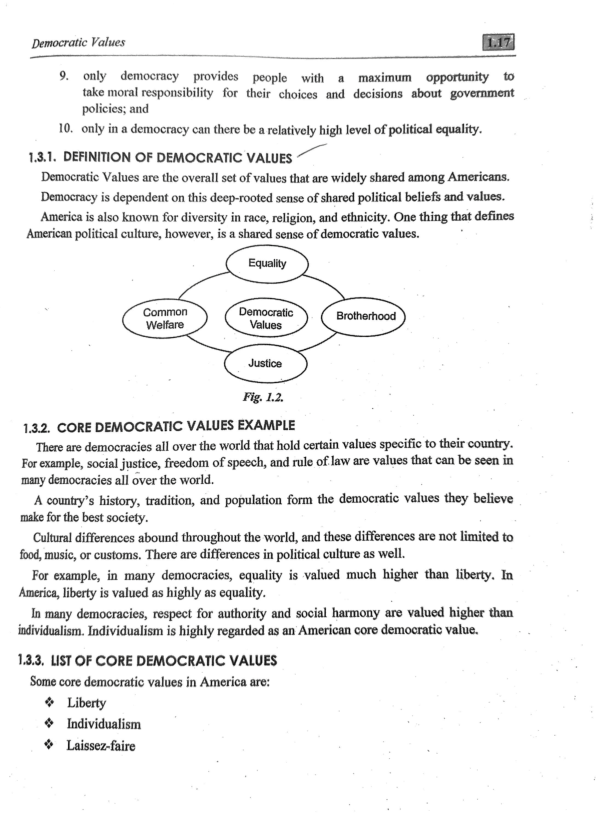 Democratic Values 1.17
9. only democracy provides people with a maximum opportunity to
take moral responsibility for their choices and decisions about government
policies; and
10. only in a democracy can there be a relatively high level of political equality.
1.3.1. DEFINITION OF DEMOCRATIC VALUES
Democratic Values are the overall set of values that are widely shared among Americans.
Democracy is dependent on this deep-rooted sense of shared political beliefs and values.
America is also known for diversity in race, religion, and ethnicity. One thing that defines
American political culture, however, is a shared sense of democratic values.
Equality
Common
Welfare
Democratic
Values
Brotherhood
Justice
Fig. 1.2.
1.3.2. CORE DEMOCRATIC VALUES EXAMPLE
There are democracies all over the world that hold certain values specific to their country.
For example, social justice, freedom of speech, and rule of law are values that can be seen in
many democracies all over the world.
A country's history, tradition, and population form the democratic values they believe
make for the best society.
Cultural differences abound throughout the world, and these differences are not limited to
food, music, or customs. There are differences in political culture as well.
For example, in many democracies, equality is valued much higher than liberty. In
America, liberty is valued as highly as equality.
In many democracies, respect for authority and social harmony are valued higher than
individualism. Individualism is highly regarded as an American core democratic value.
1.3.3. LIST OF CORE DEMOCRATIC VALUES
Some core democratic values in America are:
❖ Liberty
❖ Individualism
❖ Laissez-faire